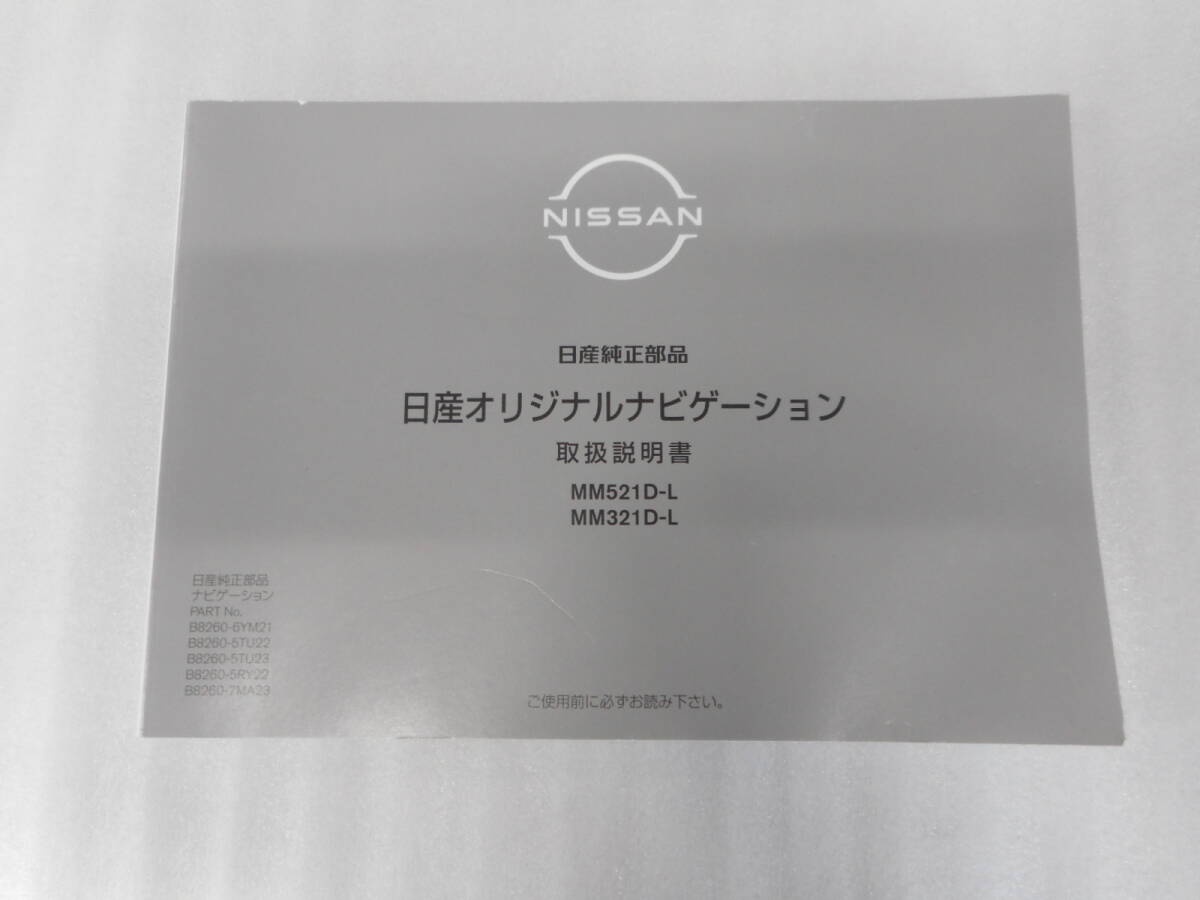 NISSAN
日産純正部品
日産オリジナルナビゲーション
取扱説明書
MM521D-L
MM321D-L
日産純正部品
ナビゲーション
PART No.
B8260-6YM21
B8260-5TU22
B8260-5TU23
B8260-5RY22
B8260-7MA23
ご使用前に必ずお読み下さい。